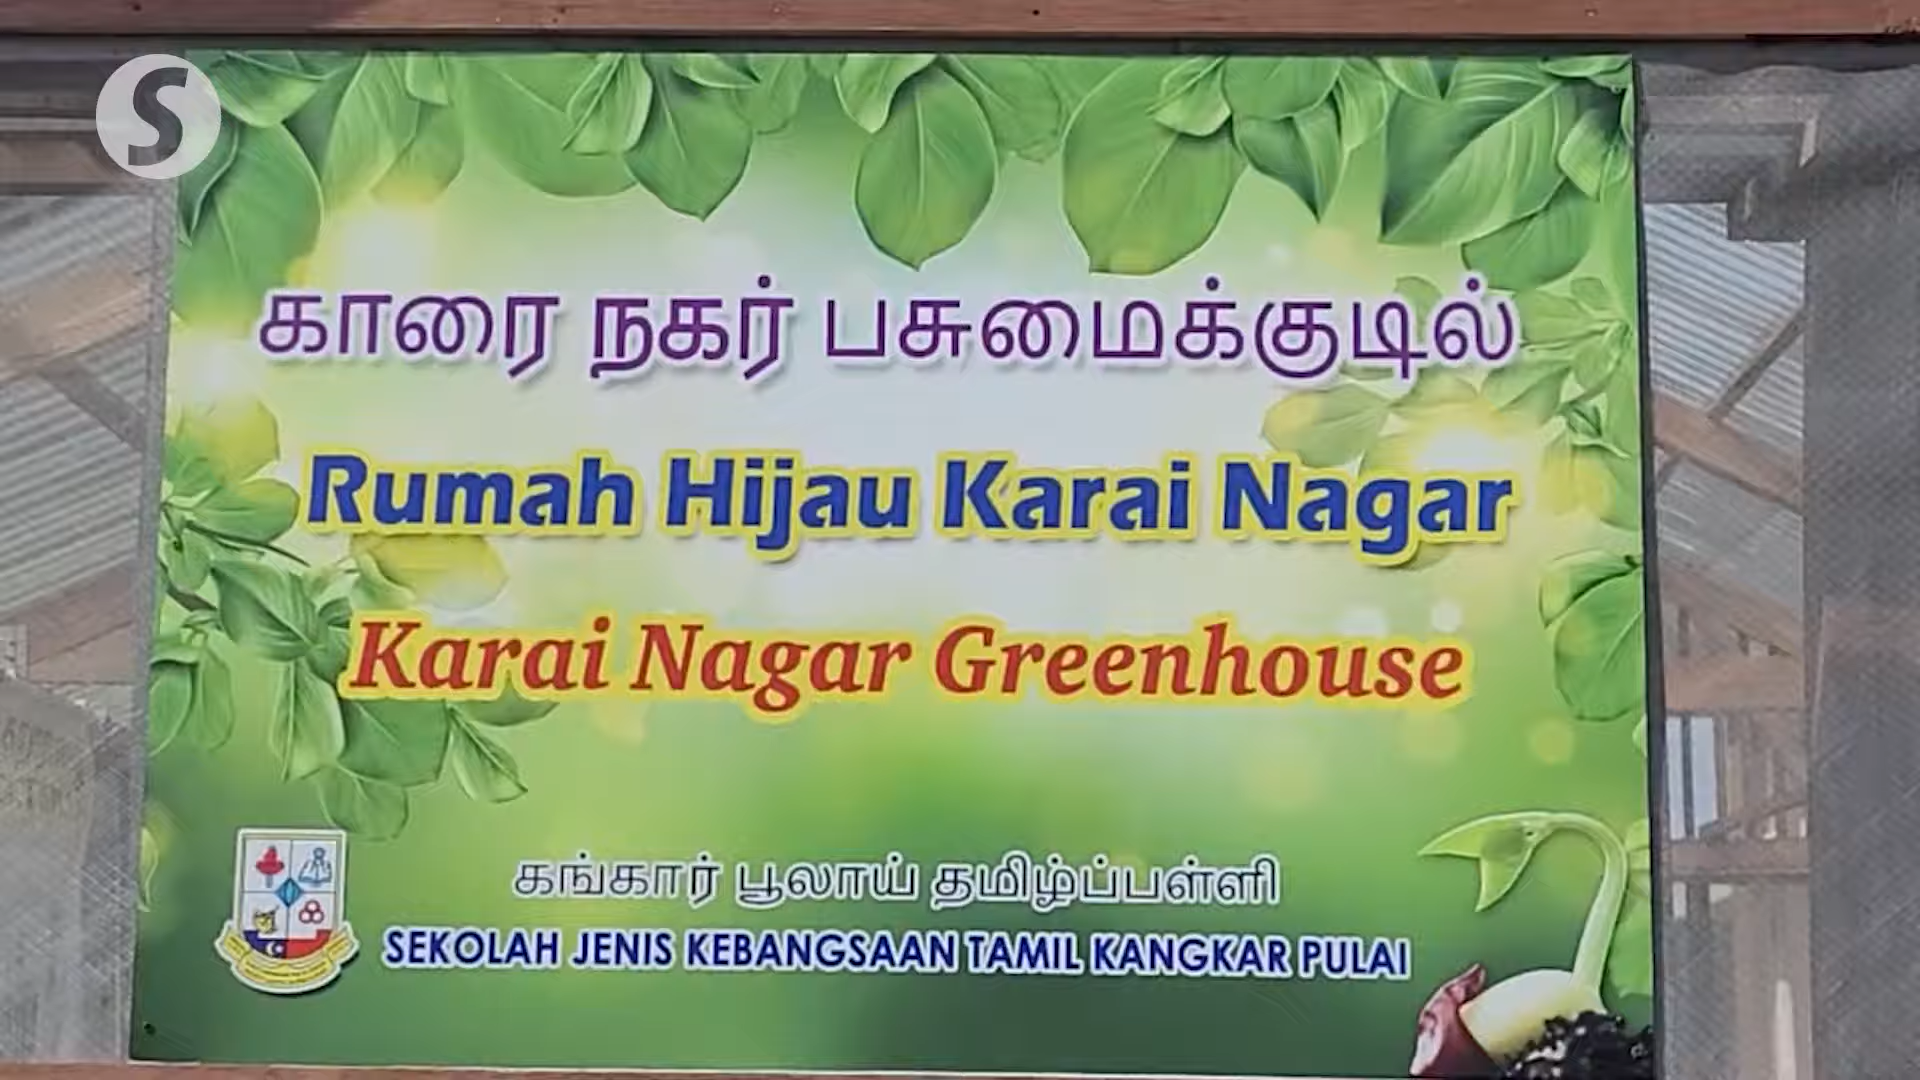 S
காரை நகர் பசுமைக்குடில்
Rumah Hijau Karai Nagar
Karai Nagar Greenhouse
கங்கார் பூலாய் தமிழ்ப்பள்ளி
SEKOLAH JENIS KEBANGSAAN TAMIL KANGKAR PULAI